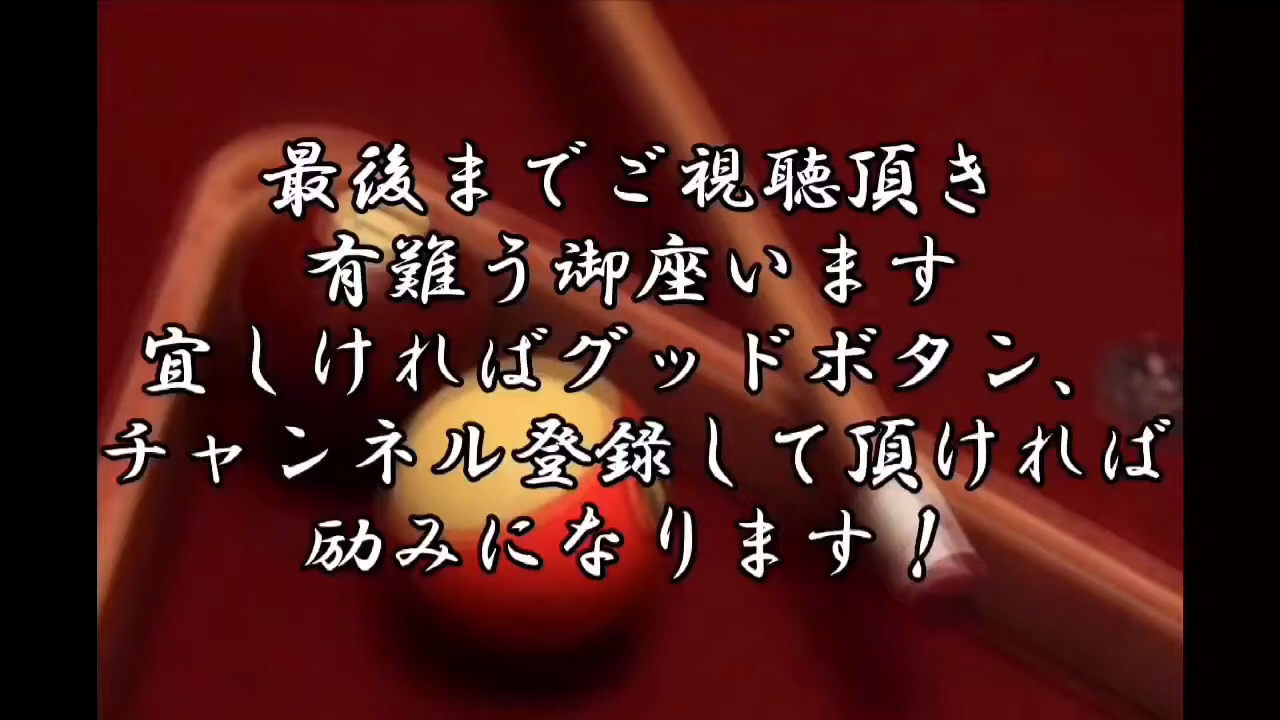 最後までご視聴頂き
有難う御座います
宜しければグッドボタン、
チャンネル登録して頂ければ
励みになります！